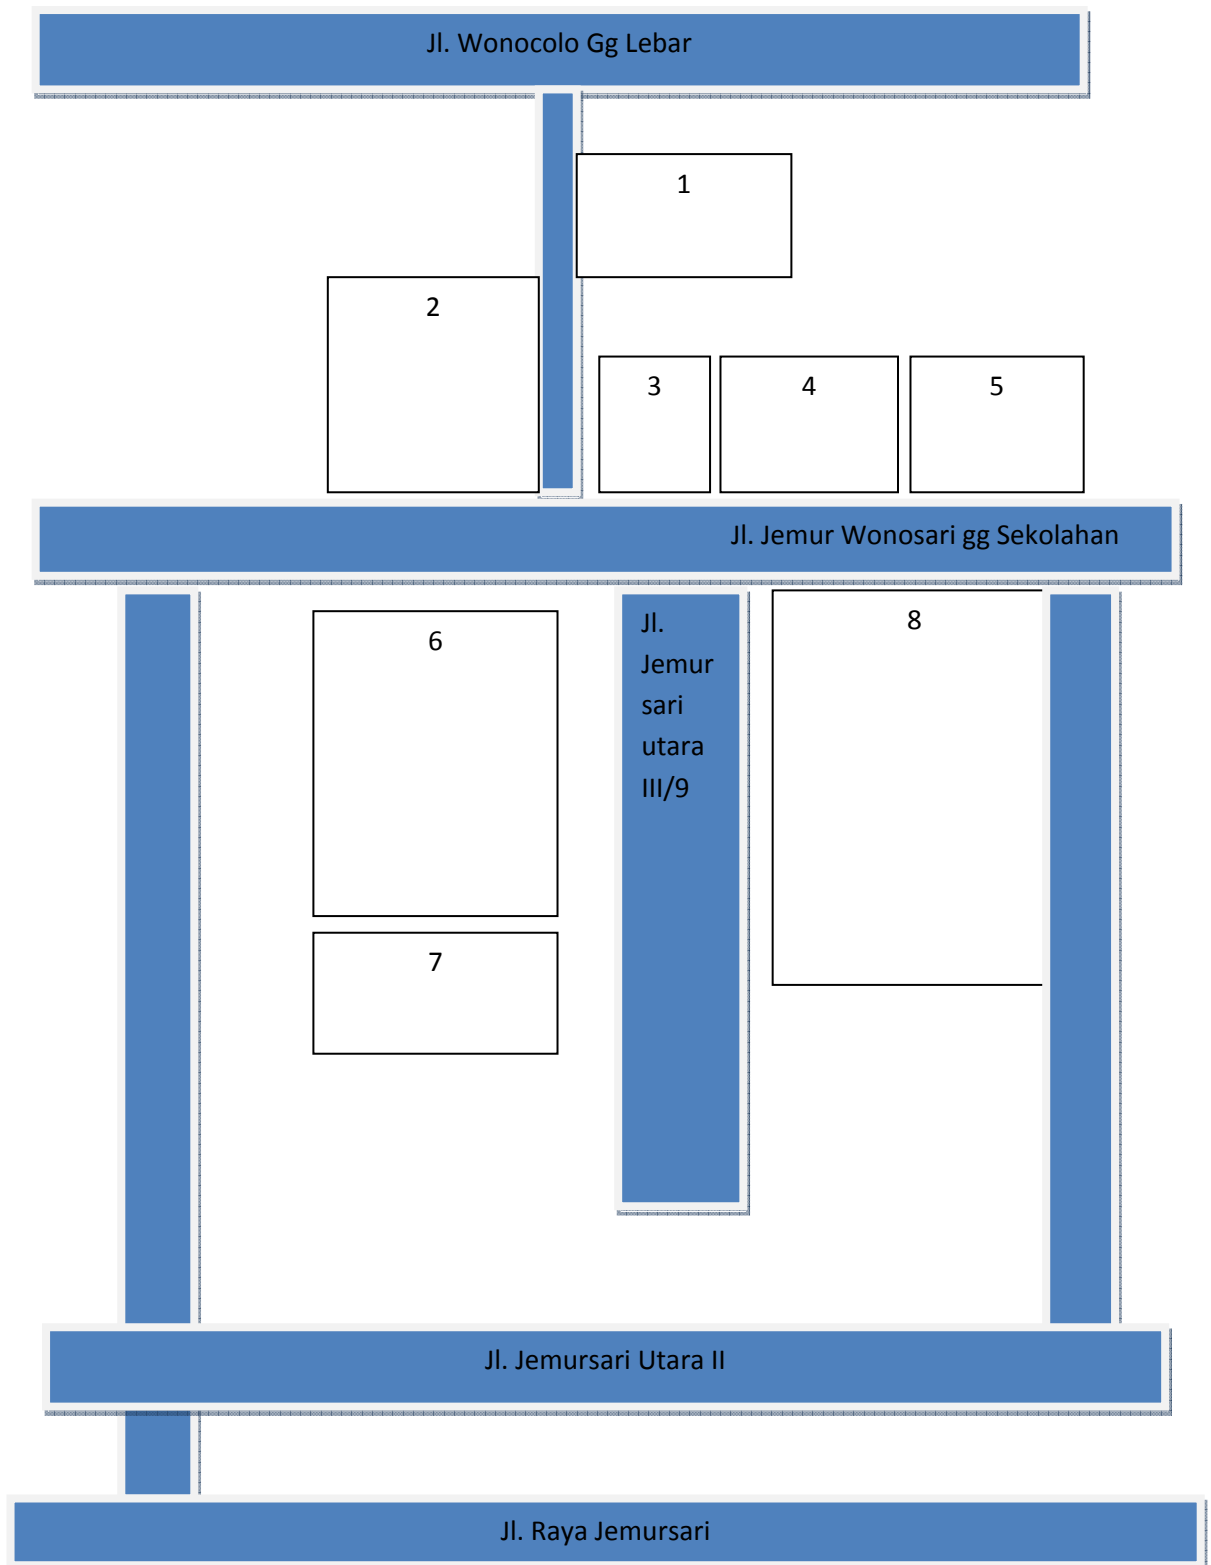 Jl. Wonocolo Gg Lebar
1
2
3
4
5
Jl. Jemur Wonosari gg Sekolahan
6
Jl.
Jemur
sari
utara
III/9
8
7
Jl. Jemursari Utara II
Jl. Raya Jemursari